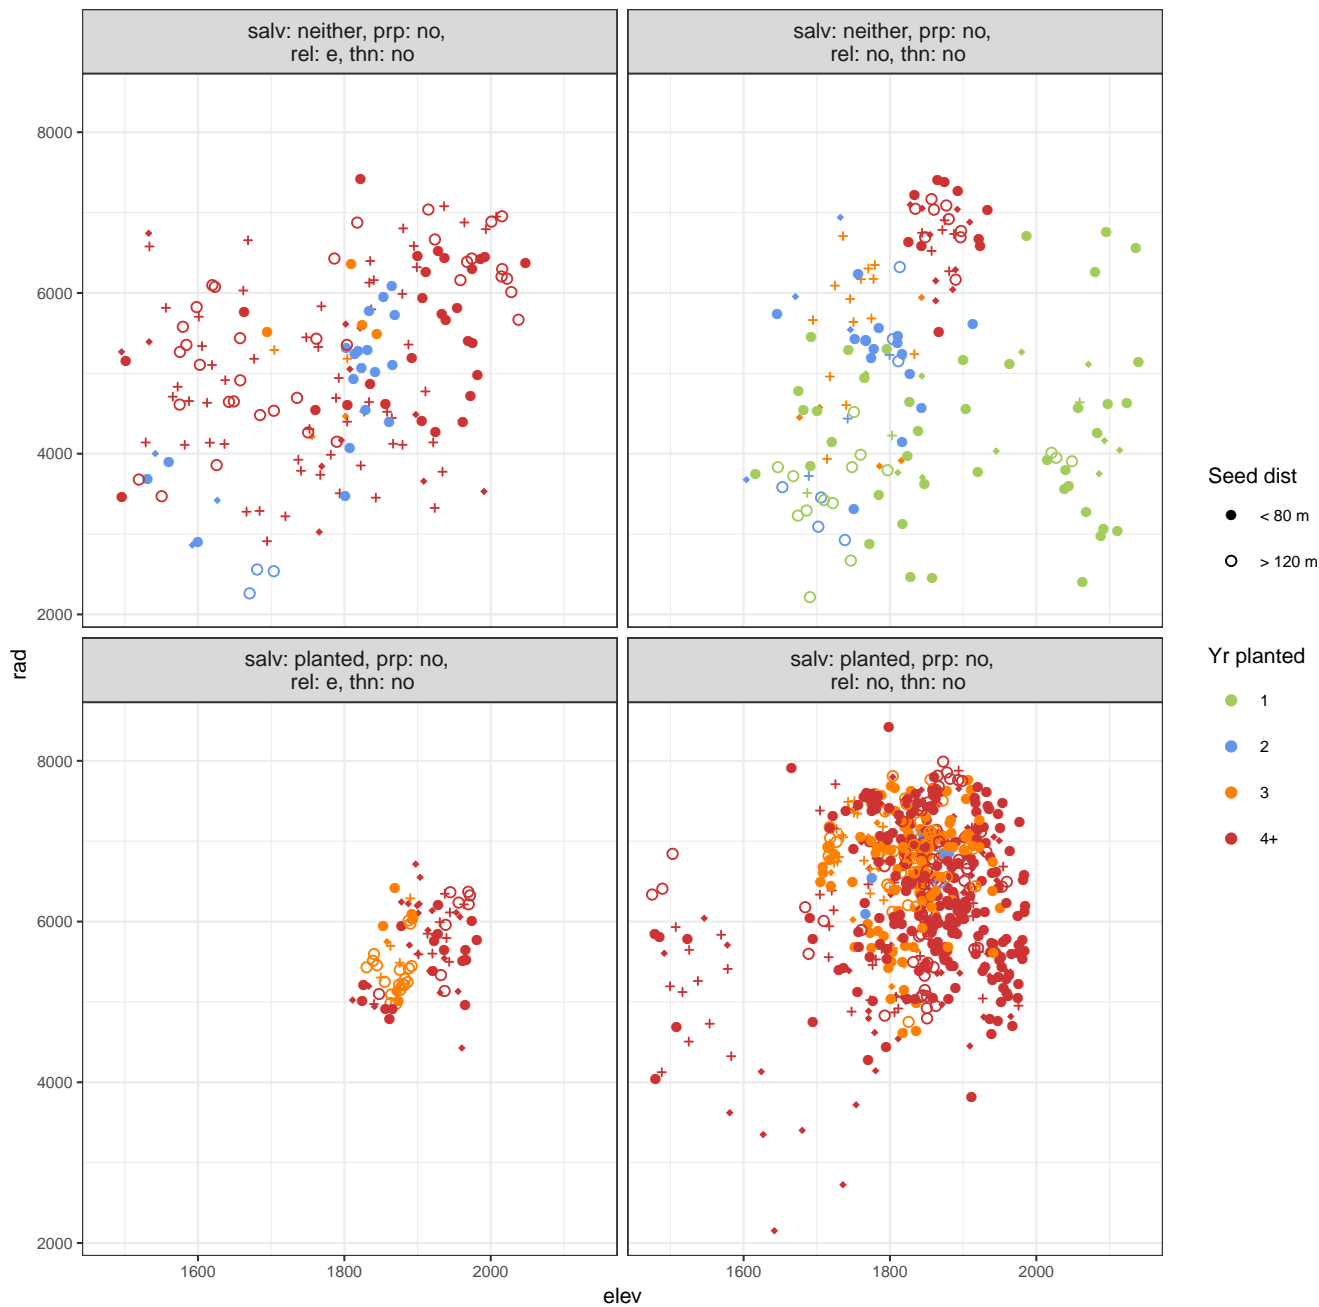 salv: neither, prp: no,
rel: e, thn: no
salv: neither, prp: no,
rel: no, thn: no
8000
6000
4000
2000
salv: planted, prp: no,
rel: e, thn: no
salv: planted, prp: no,
rel: no, thn: no
8000
6000
4000
2000
1600
1800
2000
1600
1800
2000
elev
rad
Seed dist
< 80 m
> 120 m
Yr planted
1
2
3
4+